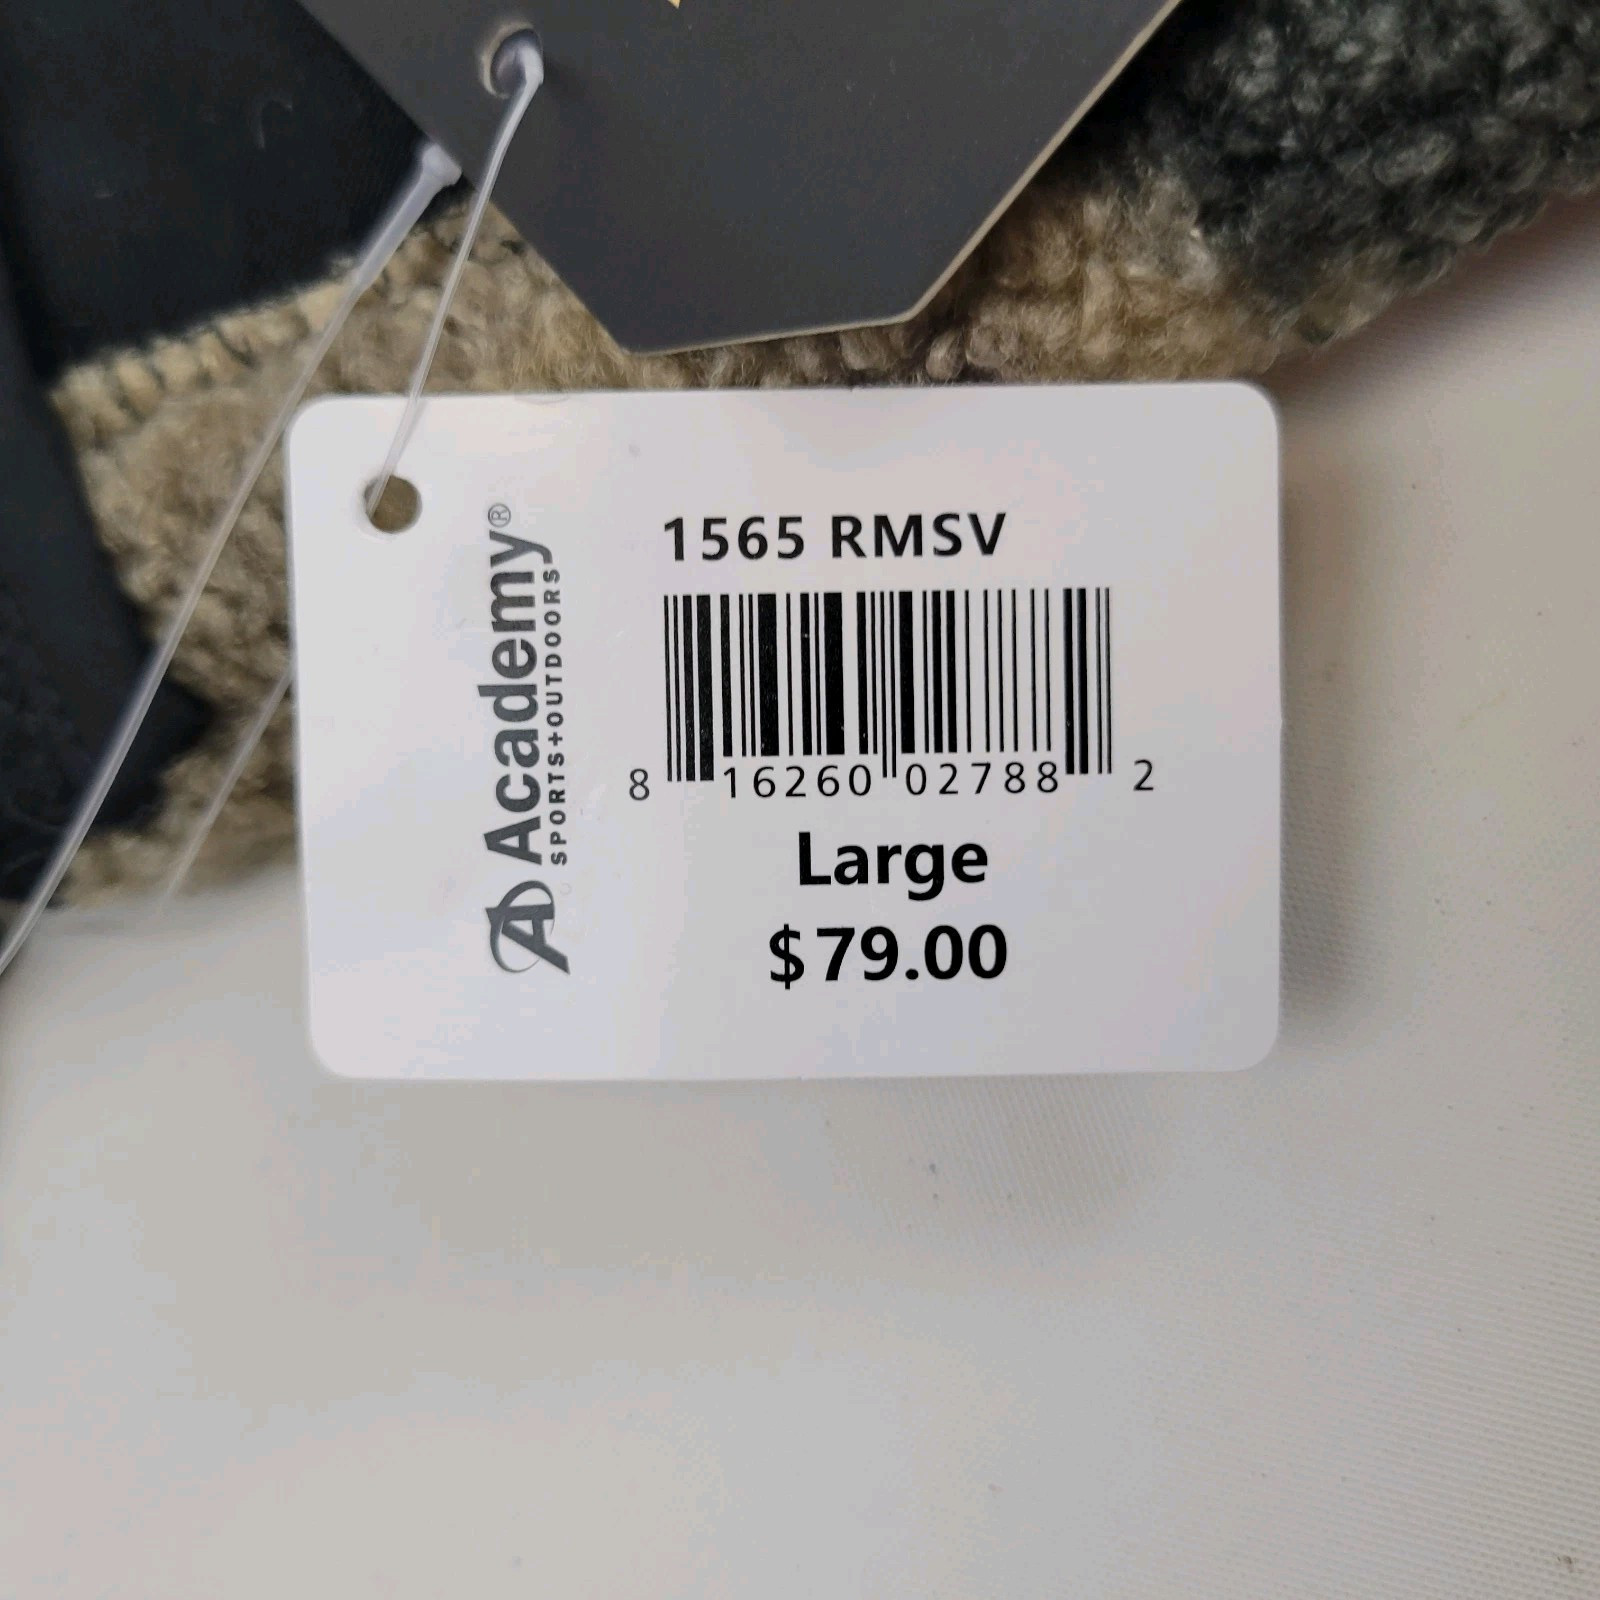 1565 RMSV
8 16260 02788 2
Large
$79.00
Academy®
SPORTS+OUTDOORS